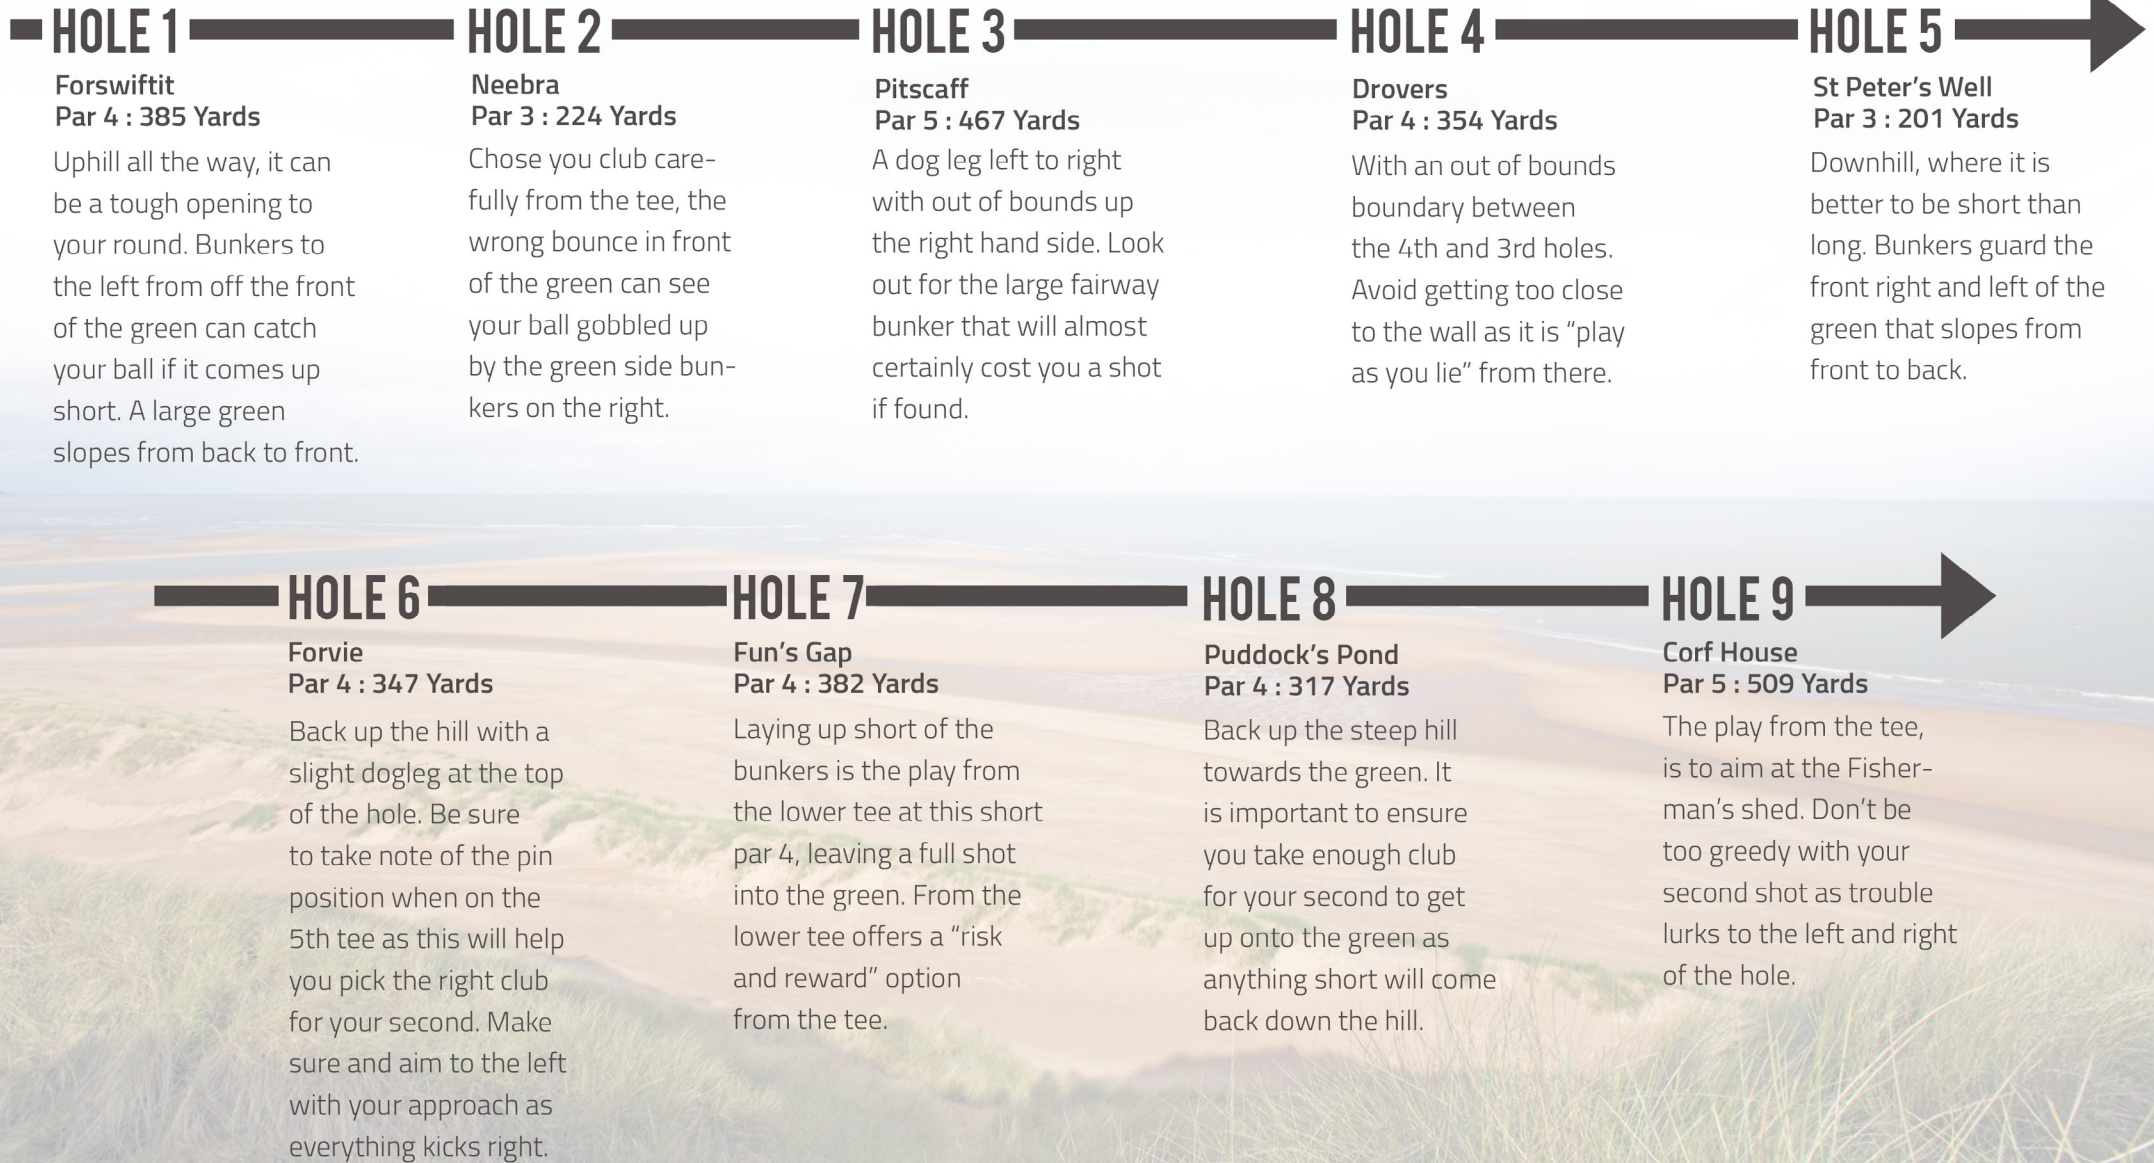 HOLE 1
Forswiftit
Par 4 : 385 Yards
Uphill all the way, it can
be a tough opening to
your round. Bunkers to
the left from off the front
of the green can catch
your ball if it comes up
short. A large green
slopes from back to front.
HOLE 2
Neebra
Par 3 : 224 Yards
Chose you club care-
fully from the tee, the
wrong bounce in front
of the green can see
your ball gobbled up
by the green side bun-
kers on the right.
HOLE 3
Pitscaff
Par 5 : 467 Yards
A dog leg left to right
with out of bounds up
the right hand side. Look
out for the large fairway
bunker that will almost
certainly cost you a shot
if found.
HOLE 4
Drovers
Par 4 : 354 Yards
With an out of bounds
boundary between
the 4th and 3rd holes.
Avoid getting too close
to the wall as it is “play
as you lie” from there.
HOLE 5
St Peter’s Well
Par 3 : 201 Yards
Downhill, where it is
better to be short than
long. Bunkers guard the
front right and left of the
green that slopes from
front to back.
HOLE 6
Forvie
Par 4 : 347 Yards
Back up the hill with a
slight dogleg at the top
of the hole. Be sure
to take note of the pin
position when on the
5th tee as this will help
you pick the right club
for your second. Make
sure and aim to the left
with your approach as
everything kicks right.
HOLE 7
Fun’s Gap
Par 4 : 382 Yards
Laying up short of the
bunkers is the play from
the lower tee at this short
par 4, leaving a full shot
into the green. From the
lower tee offers a “risk
and reward” option
from the tee.
HOLE 8
Puddock’s Pond
Par 4 : 317 Yards
Back up the steep hill
towards the green. It
is important to ensure
you take enough club
for your second to get
up onto the green as
anything short will come
back down the hill.
HOLE 9
Corf House
Par 5 : 509 Yards
The play from the tee,
is to aim at the Fisher-
man’s shed. Don’t be
too greedy with your
second shot as trouble
lurks to the left and right
of the hole.